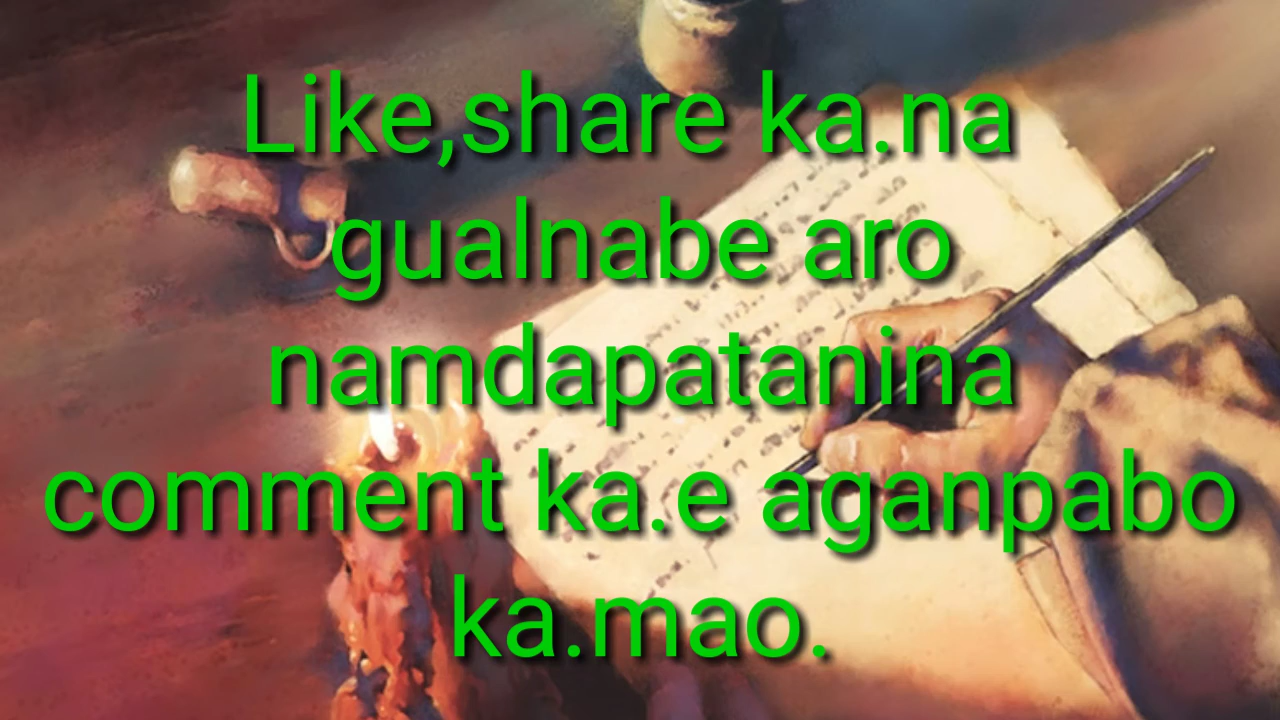 Like,share ka.na
gualnabe aro
namdapatanina
comment ka.e aganpabo
ka.mao.